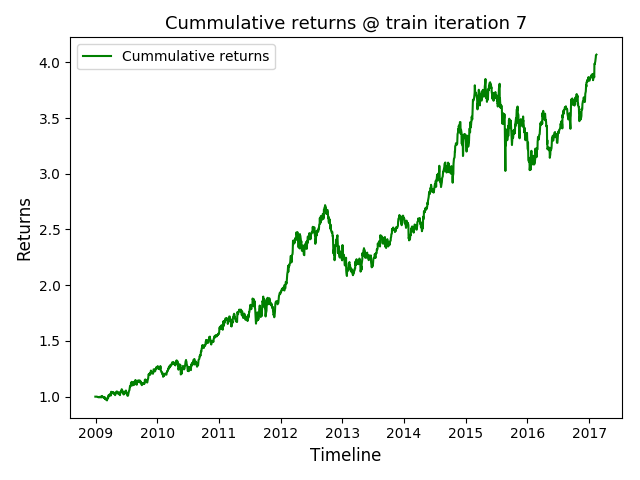 Cummulative returns @ train iteration 7
Cummulative returns
Returns
4.0
3.5
3.0
2.5
2.0
1.5
1.0
2009 2010 2011 2012 2013 2014 2015 2016 2017
Timeline